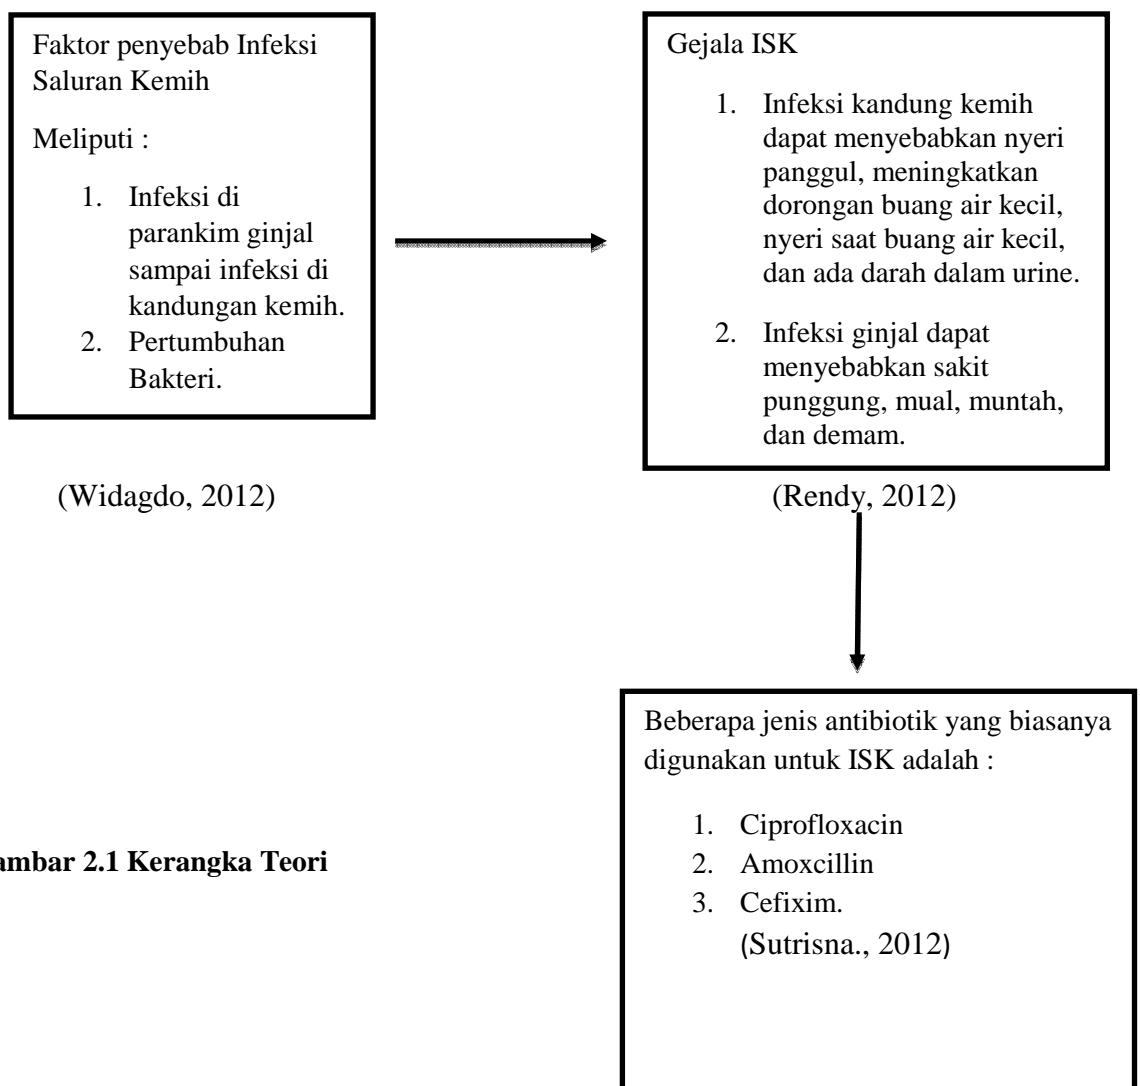 Faktor penyebab Infeksi
Saluran Kemih
Meliputi :
1. Infeksi di
parankim ginjal
sampai infeksi di
kandungan kemih.
2. Pertumbuhan
Bakteri.
(Widagdo, 2012)
Gejala ISK
1. Infeksi kandung kemih
dapat menyebabkan nyeri
panggul, meningkatkan
dorongan buang air kecil,
nyeri saat buang air kecil,
dan ada darah dalam urine.
2. Infeksi ginjal dapat
menyebabkan sakit
punggung, mual, muntah,
dan demam.
(Rendy, 2012)
Beberapa jenis antibiotik yang biasanya
digunakan untuk ISK adalah :
1. Ciprofloxacin
2. Amoxcillin
3. Cefixim.
(Sutrisna., 2012)
ambar 2.1 Kerangka Teori